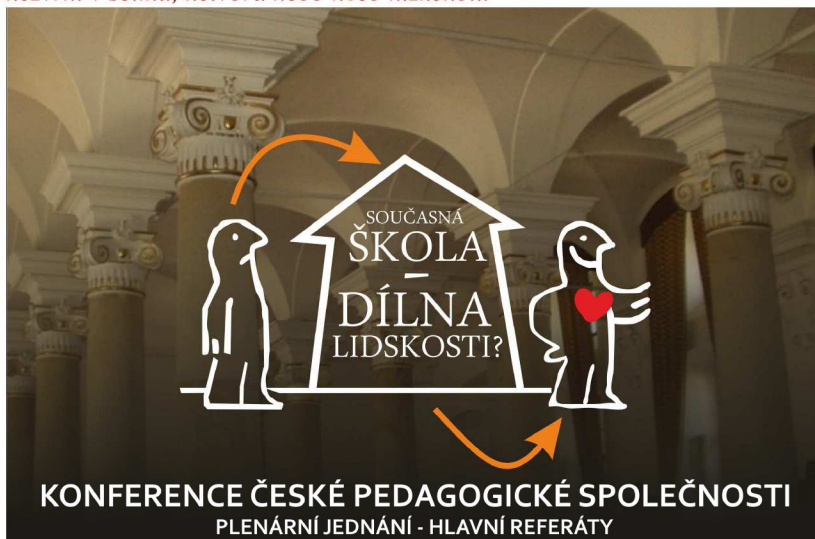 SOUČASNÁ
ŠKOLA
–
DÍLNA
LIDSKOSTI?
KONFERENCE ČESKÉ PEDAGOGICKÉ SPOLEČNOSTI
PLENÁRNÍ JEDNÁNÍ - HLAVNÍ REFERÁTY